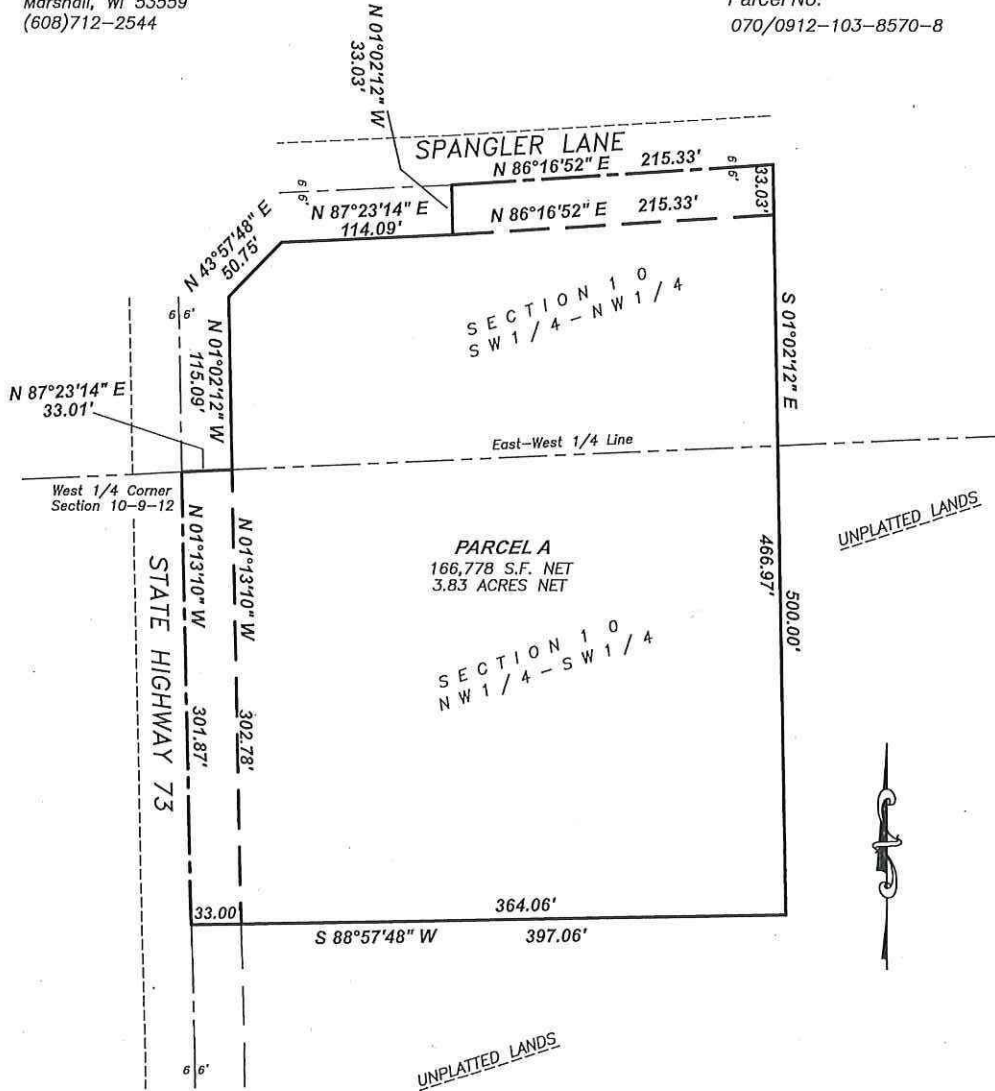 Marshall, WI 53559
(608)712-2544
Parcel No.
070/0912-103-8570-8
N 01°02'12" W
33.03'
SPANGLER LANE
N 86°16'52" E 215.33'
66'
33.03'
66'
N 87°23'14" E
114.09'
N 86°16'52" E 215.33'
N 43°57'48" E
50.75'
SECTION 10
SW1/4-NW1/4
66'
N 01°02'12" W
115.09'
S 01°02'12" E
N 87°23'14" E
33.01'
East-West 1/4 Line
West 1/4 Corner
Section 10-9-12
UNPLATTED LANDS
N 01°13'10" W
301.87'
N 01°13'10" W
302.78'
PARCEL A
166,778 S.F. NET
3.83 ACRES NET
466.97'
500.00'
STATE HIGHWAY 73
SECTION 10
NW1/4-SW1/4
33.00
364.06'
S 88°57'48" W 397.06'
66'
UNPLATTED LANDS